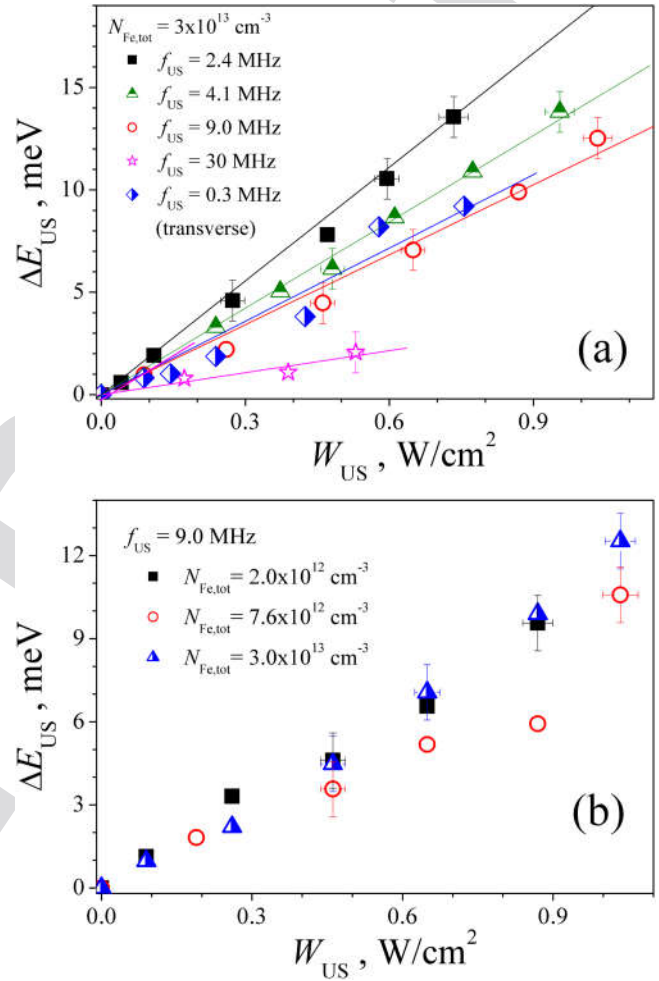 N_Fe,tot = 3x10^13 cm^-3
f_US = 2.4 MHz
f_US = 4.1 MHz
f_US = 9.0 MHz
f_US = 30 MHz
f_US = 0.3 MHz
(transverse)
15
10
5
0
ΔE_US , meV
(a)
0.0 0.3 0.6 0.9
W_US , W/cm^2
f_US = 9.0 MHz
N_Fe,tot = 2.0x10^12 cm^-3
N_Fe,tot = 7.6x10^12 cm^-3
N_Fe,tot = 3.0x10^13 cm^-3
12
9
6
3
0
ΔE_US , meV
(b)
0.0 0.3 0.6 0.9
W_US , W/cm^2